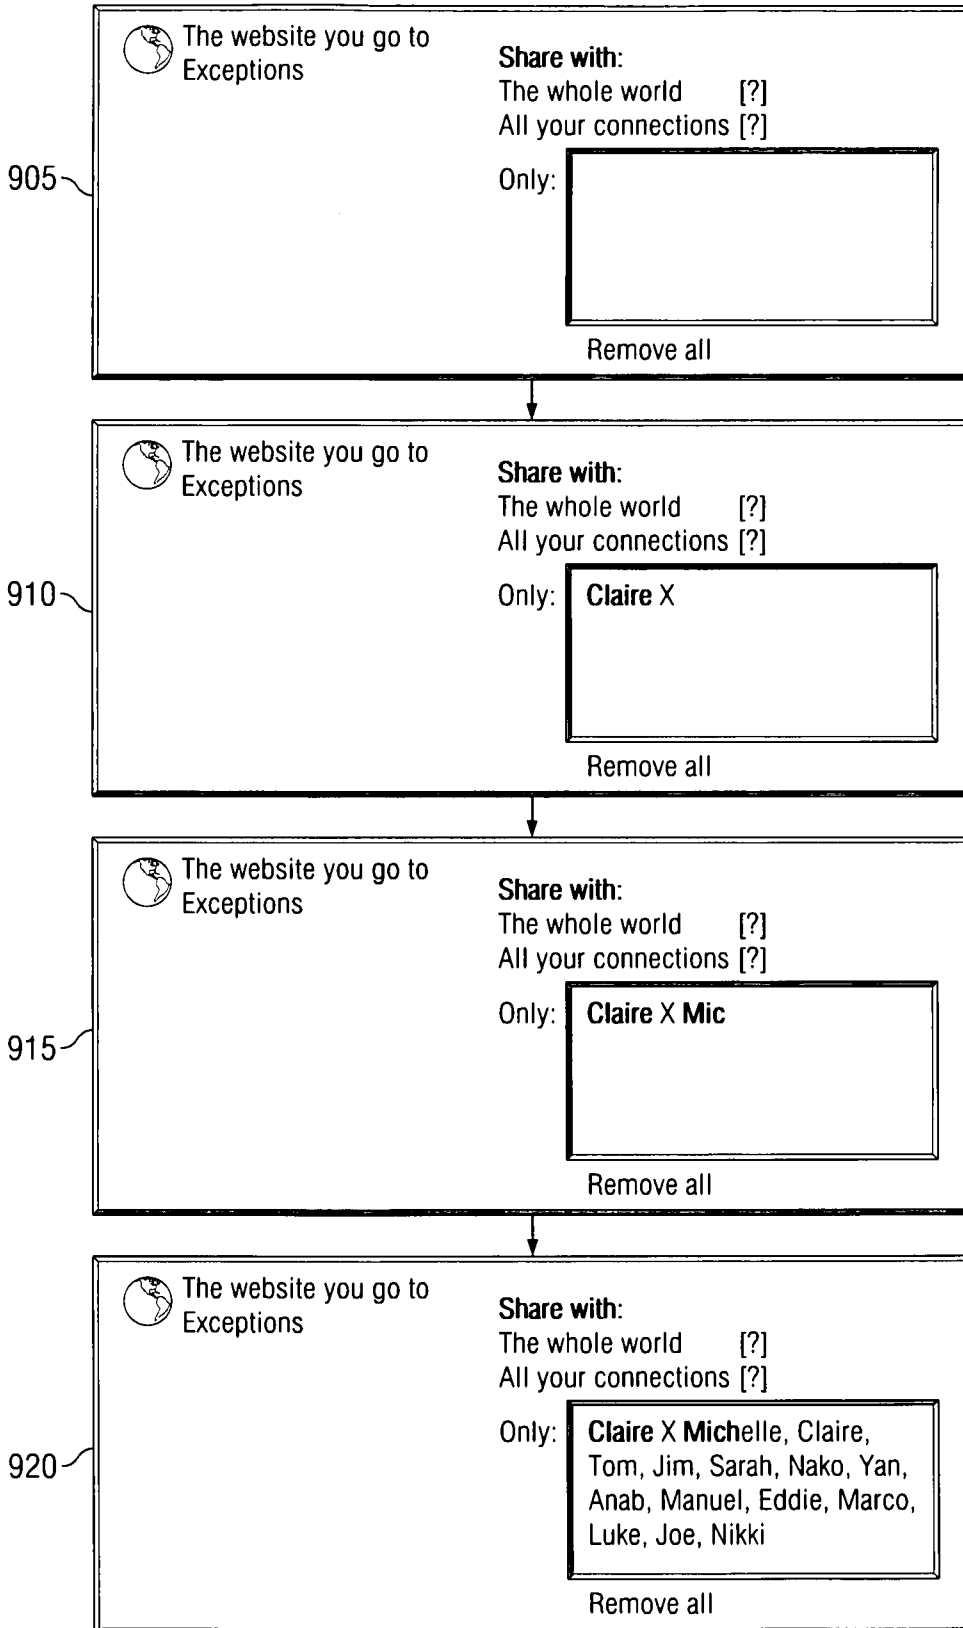 The website you go to
Exceptions
Share with:
The whole world [?]
All your connections [?]
905
Only:
Remove all
The website you go to
Exceptions
Share with:
The whole world [?]
All your connections [?]
910
Only: Claire X
Remove all
The website you go to
Exceptions
Share with:
The whole world [?]
All your connections [?]
915
Only: Claire X Mic
Remove all
The website you go to
Exceptions
Share with:
The whole world [?]
All your connections [?]
920
Only: Claire X Michelle, Claire,
Tom, Jim, Sarah, Nako, Yan,
Anab, Manuel, Eddie, Marco,
Luke, Joe, Nikki
Remove all